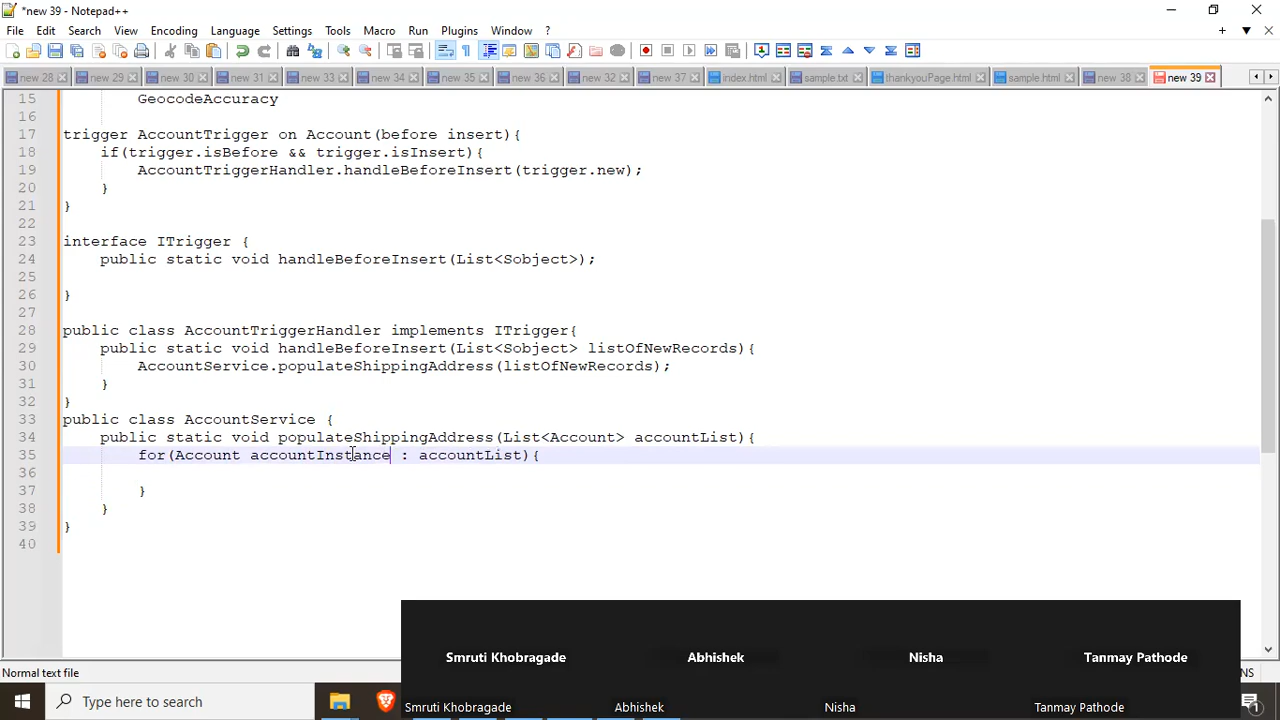 *new 39 - Notepad++
File Edit Search View Encoding Language Settings Tools Macro Run Plugins Window ?
new 28 new 29 new 30 new 31 new 33 new 34 new 35 new 36 new 32 new 37 index.html sample.txt thankyouPage.html sample.html new 38 new 39
15 GeocodeAccuracy
16
17 trigger AccountTrigger on Account(before insert){
18 if(trigger.isBefore && trigger.isInsert){
19 AccountTriggerHandler.handleBeforeInsert(trigger.new);
20 }
21 }
22
23 interface ITrigger {
24 public static void handleBeforeInsert(List<Sobject>);
25
26 }
27
28 public class AccountTriggerHandler implements ITrigger{
29 public static void handleBeforeInsert(List<Sobject> listOfNewRecords){
30 AccountService.populateShippingAddress(listOfNewRecords);
31 }
32 }
33 public class AccountService {
34 public static void populateShippingAddress(List<Account> accountList){
35 for(Account accountInstance : accountList){
36
37 }
38 }
39 }
40
Smruti Khobragade Abhishek Nisha Tanmay Pathode
Normal text file NS
Type here to search
Smruti Khobragade Abhishek Nisha Tanmay Pathode
1